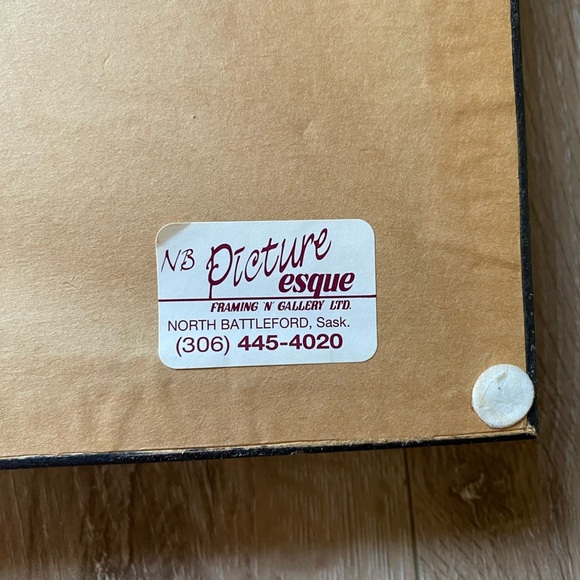 NB Picture
esque
FRAMING 'N' GALLERY LTD.
NORTH BATTLEFORD, Sask.
(306) 445-4020